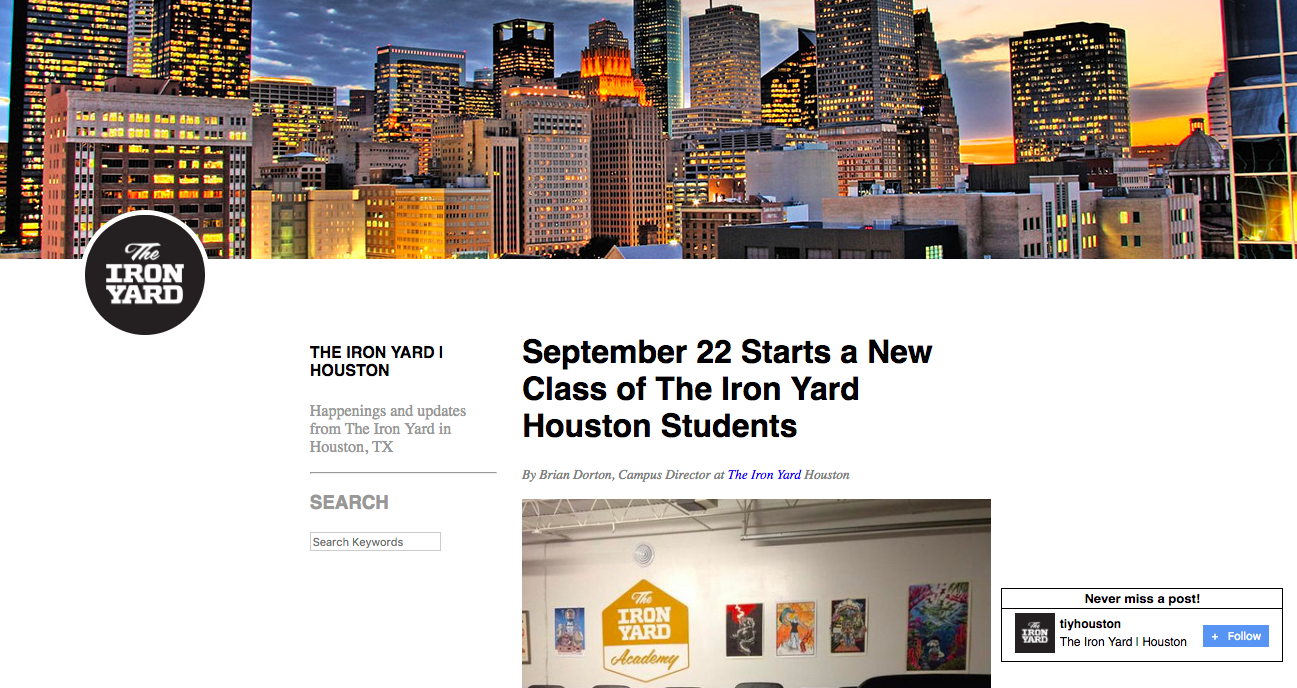 The
IRON
YARD
THE IRON YARD |
HOUSTON
Happenings and updates
from The Iron Yard in
Houston, TX
SEARCH
Search Keywords
September 22 Starts a New
Class of The Iron Yard
Houston Students
By Brian Dorton, Campus Director at The Iron Yard Houston
The
IRON
YARD
Academy
Never miss a post!
The
IRON
YARD
tiyhouston
The Iron Yard | Houston
+ Follow